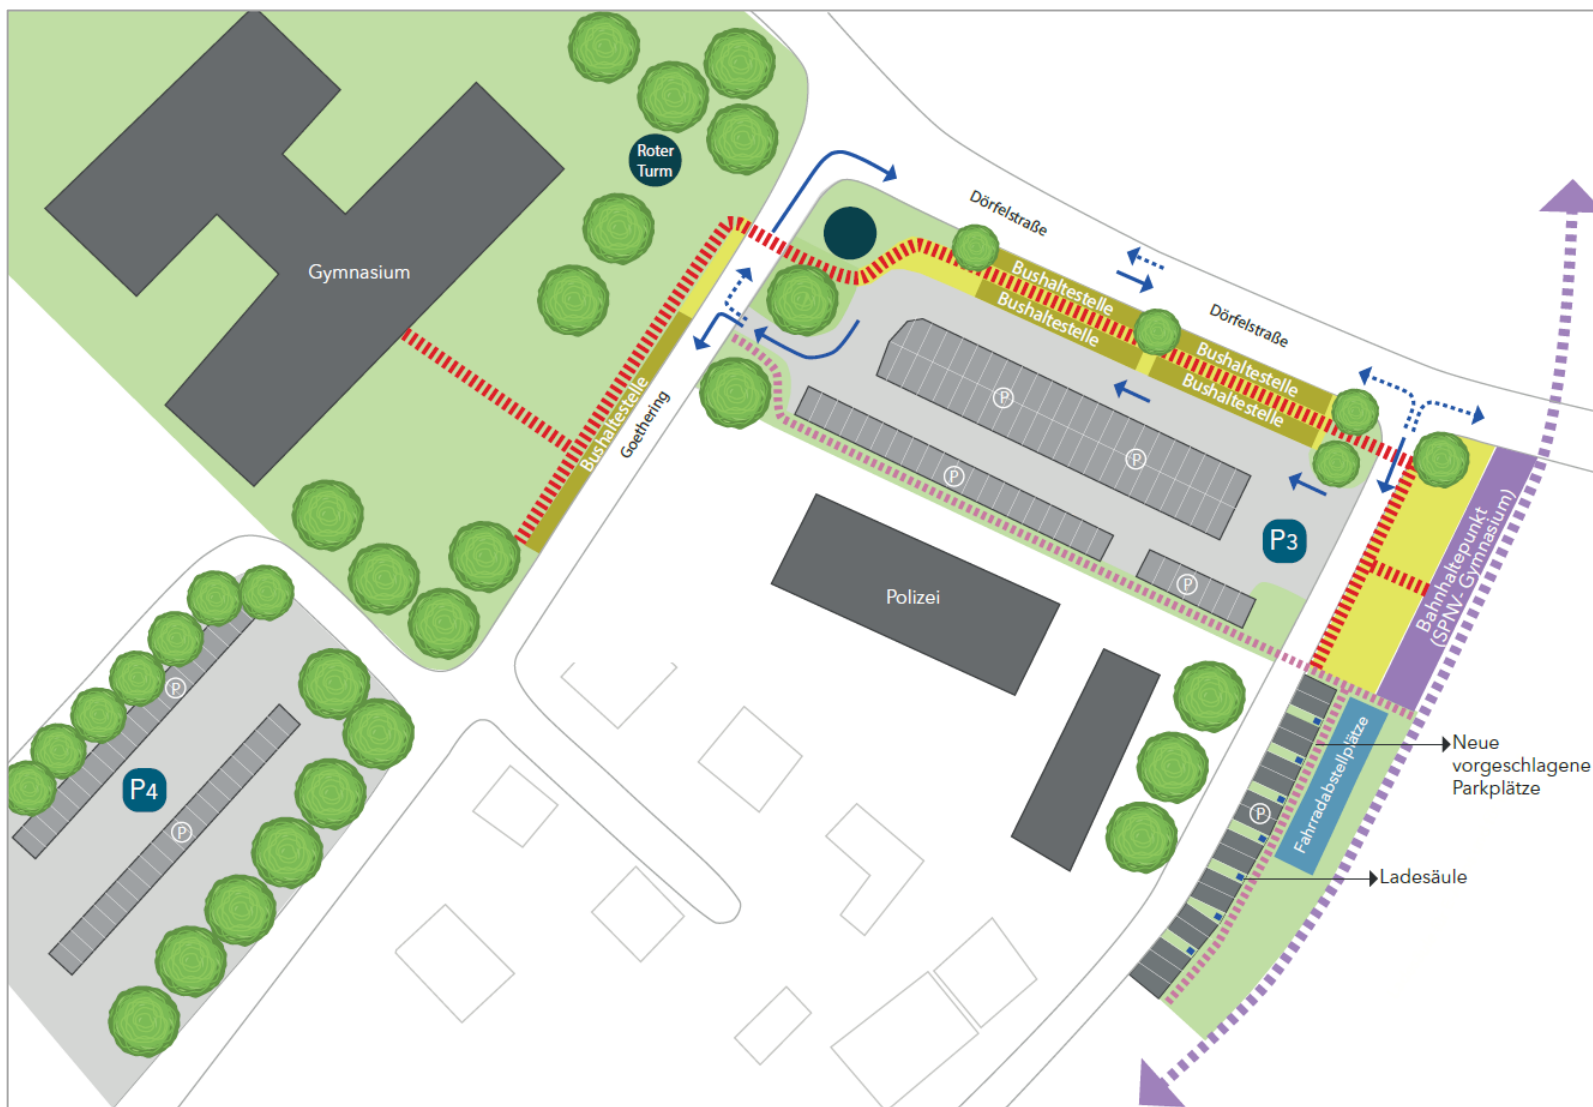 Roter
Turm
Gymnasium
Dörfelstraße
Dörfelstraße
Bushaltestelle
Bushaltestelle
Bushaltestelle
Bushaltestelle
Bushaltestelle
Goethering
P
P
P
P
P3
Polizei
Bahnhaltepunkt
(SPNV- Gymnasium)
P
P4
P
P
Fahrradabstellplätze
Neue
vorgeschlagene
Parkplätze
Ladesäule